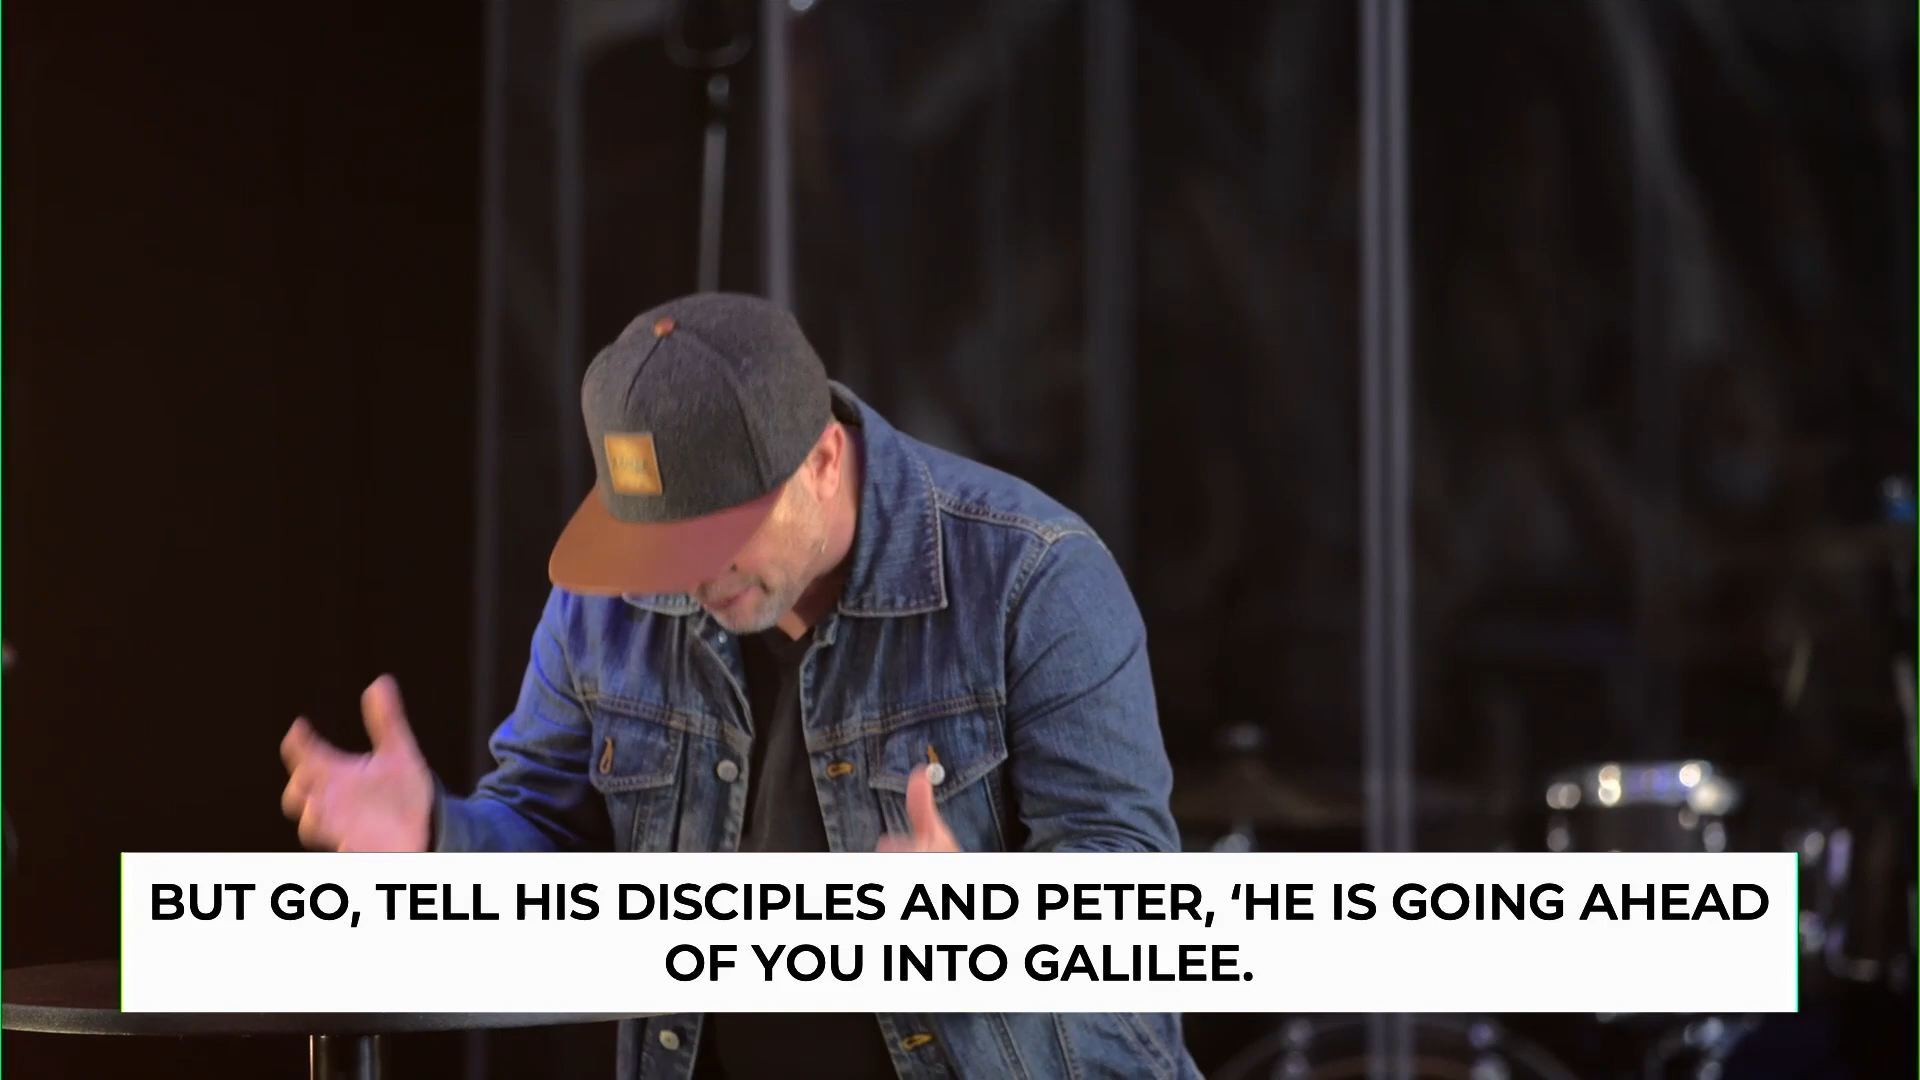 BUT GO, TELL HIS DISCIPLES AND PETER, ‘HE IS GOING AHEAD
OF YOU INTO GALILEE.